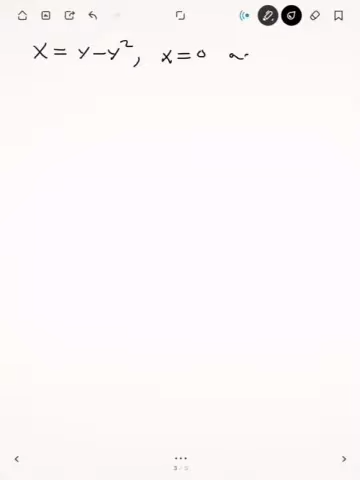 x = y - y², x = 0